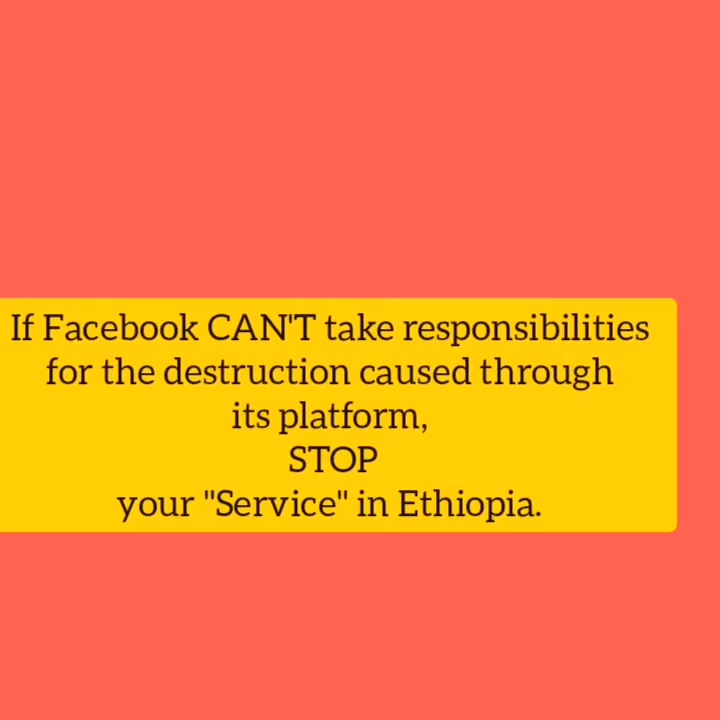 If Facebook CAN'T take responsibilities
for the destruction caused through
its platform,
STOP
your "Service" in Ethiopia.